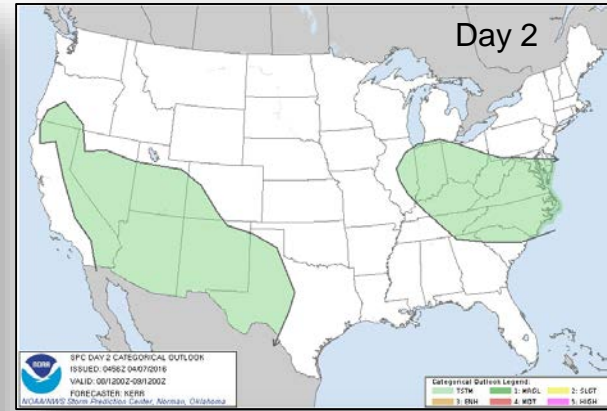 Day 2
SPC DAY 2 CATEGORICAL OUTLOOK
ISSUED: 0456Z 04/07/2016
VALID: 08/1200Z-09/1200Z
FORECASTER: KERR
NOAA/NWS Storm Prediction Center, Norman, Oklahoma
NOAA
Categorical Outlook Legend:
TSTM 1: MRGL 2: SLGT
3: ENH 4: MDT 5: HIGH